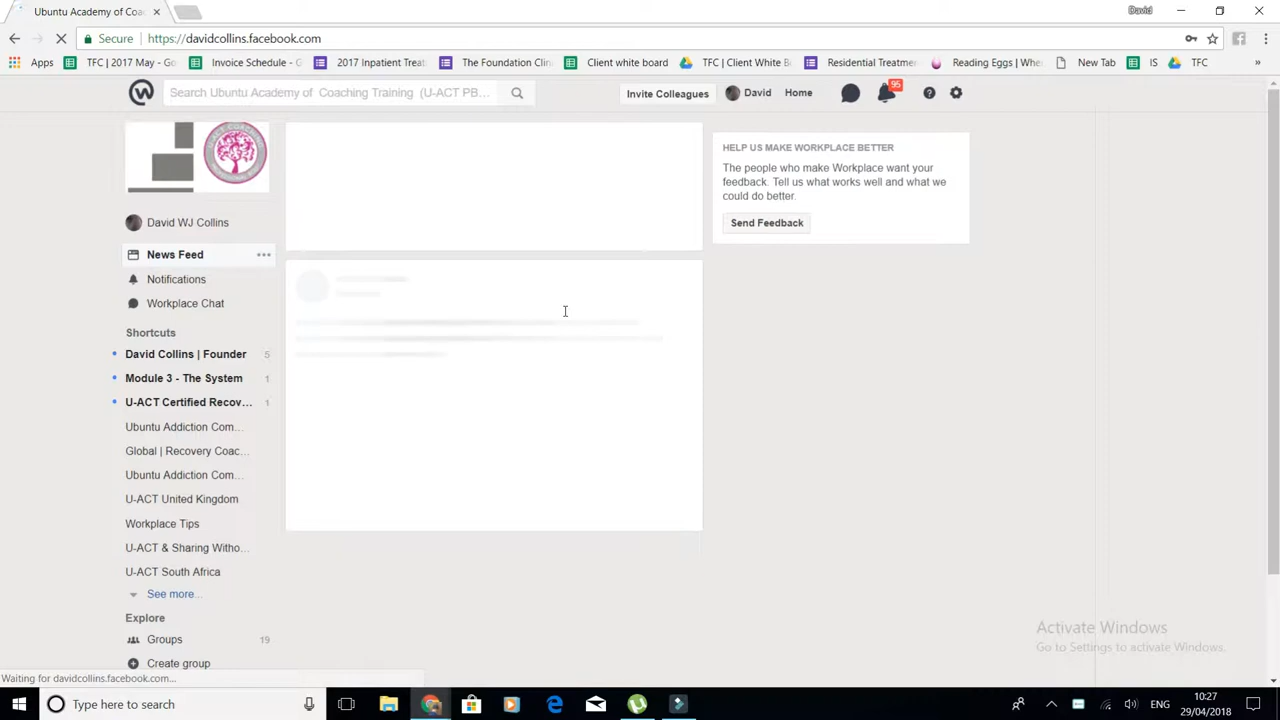 Ubuntu Academy of Coa
David
Secure
https://davidcollins.facebook.com
Apps
TFC | 2017 May - Go
Invoice Schedule - G
2017 Inpatient Treat
The Foundation Clin
Client white board
TFC | Client White B
Residential Treatme
Reading Eggs | Whe
New Tab
IS
TFC
»
Search Ubuntu Academy of Coaching Training (U-ACT PB...
Invite Colleagues
David
Home
95
HELP US MAKE WORKPLACE BETTER
The people who make Workplace want your
feedback. Tell us what works well and what we
could do better.
Send Feedback
David WJ Collins
News Feed
Notifications
Workplace Chat
Shortcuts
David Collins | Founder 5
Module 3 - The System 1
U-ACT Certified Recov... 1
Ubuntu Addiction Com...
Global | Recovery Coac...
Ubuntu Addiction Com...
U-ACT United Kingdom
Workplace Tips
U-ACT & Sharing Witho...
U-ACT South Africa
See more...
Explore
Groups 19
Create group
Activate Windows
Go to Settings to activate Windows.
Waiting for davidcollins.facebook.com...
Type here to search
ENG
10:27
29/04/2018